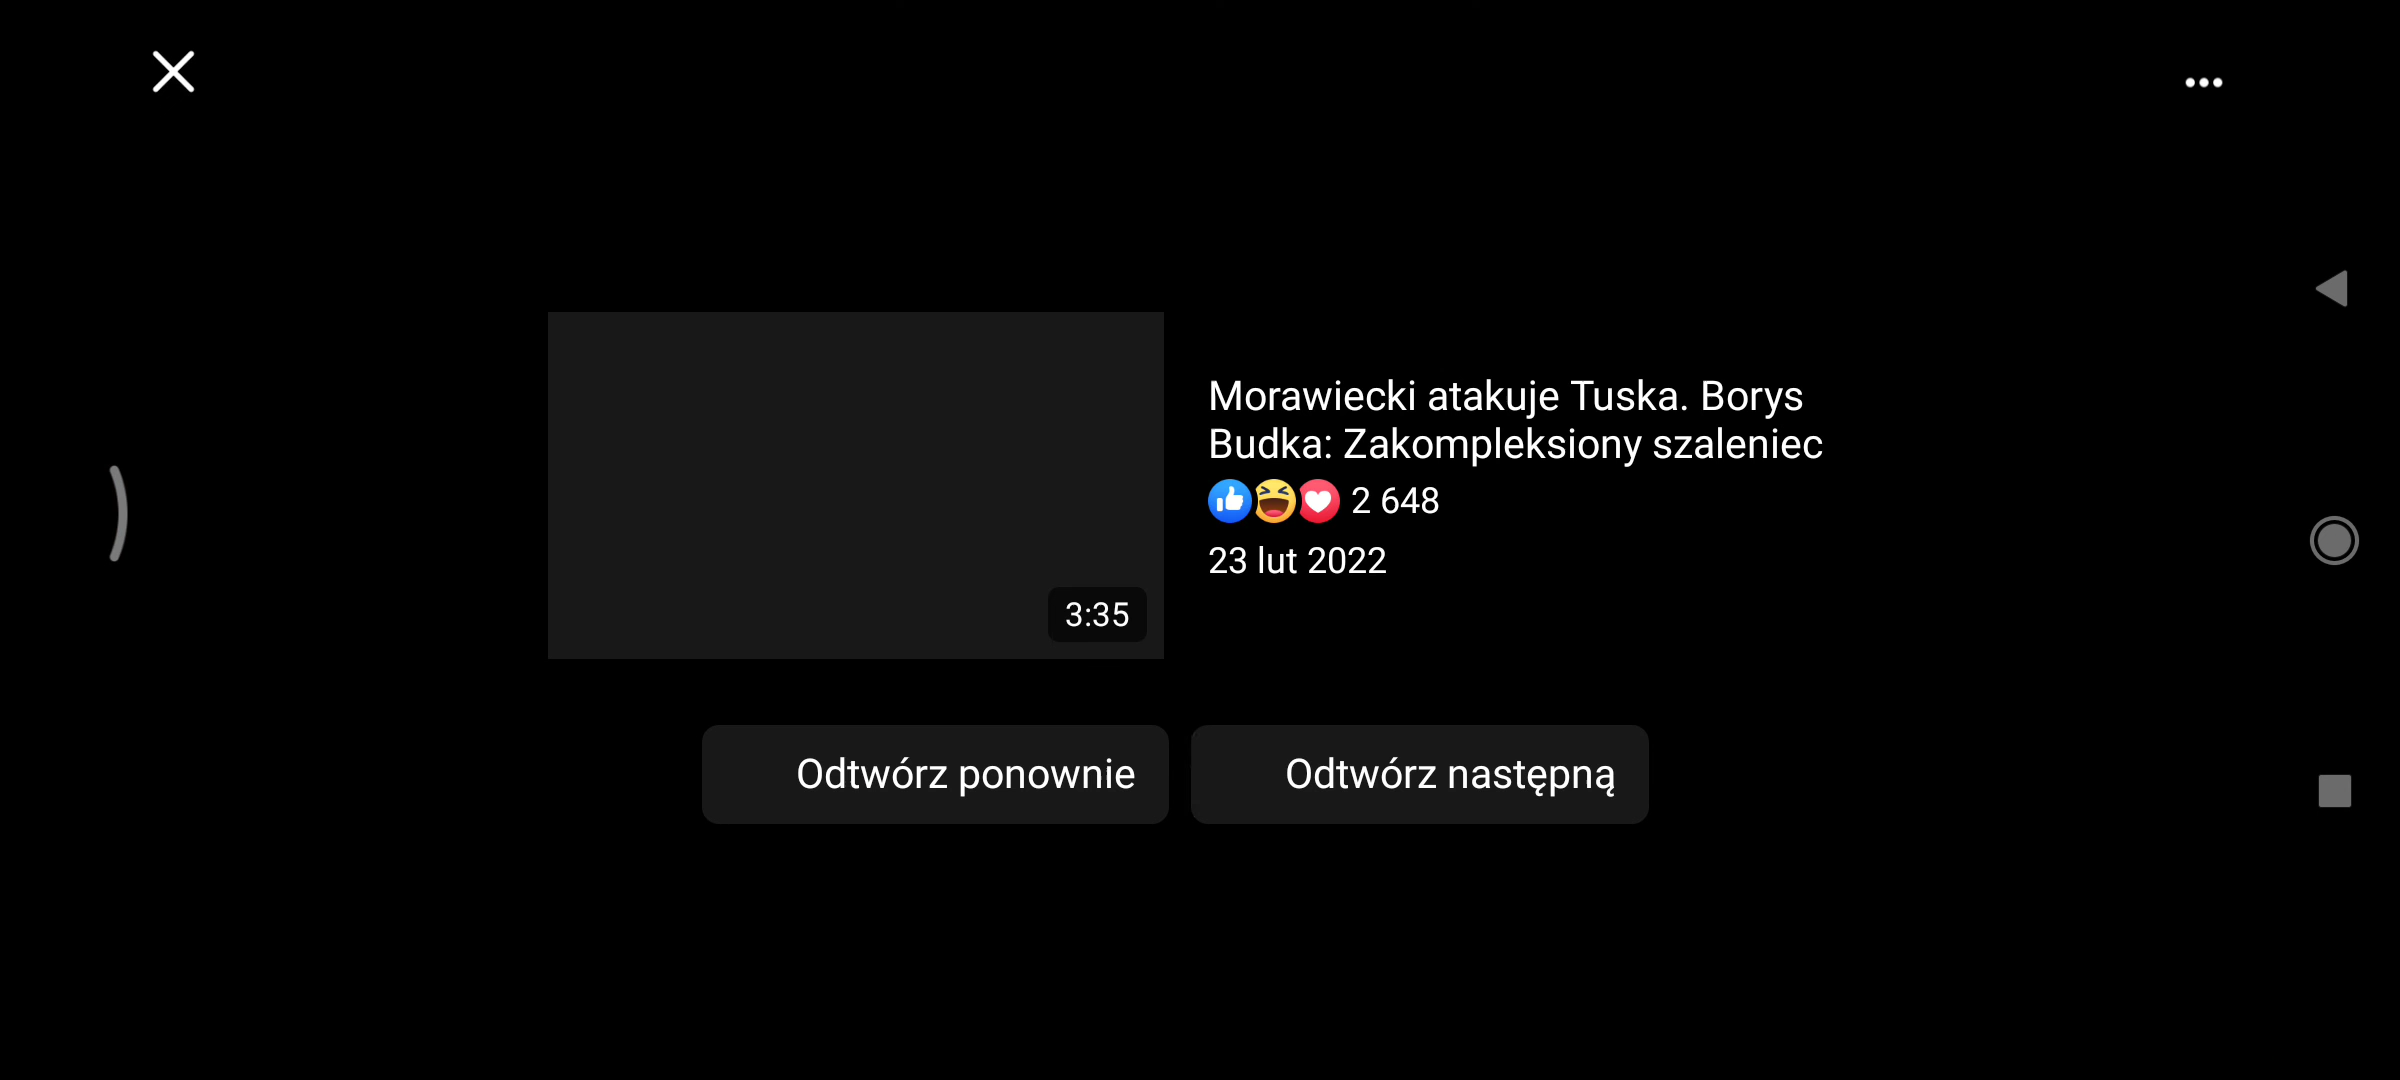 Morawiecki atakuje Tuska. Borys
Budka: Zakompleksiony szaleniec
2 648
23 lut 2022
3:35
Odtwórz ponownie
Odtwórz następną